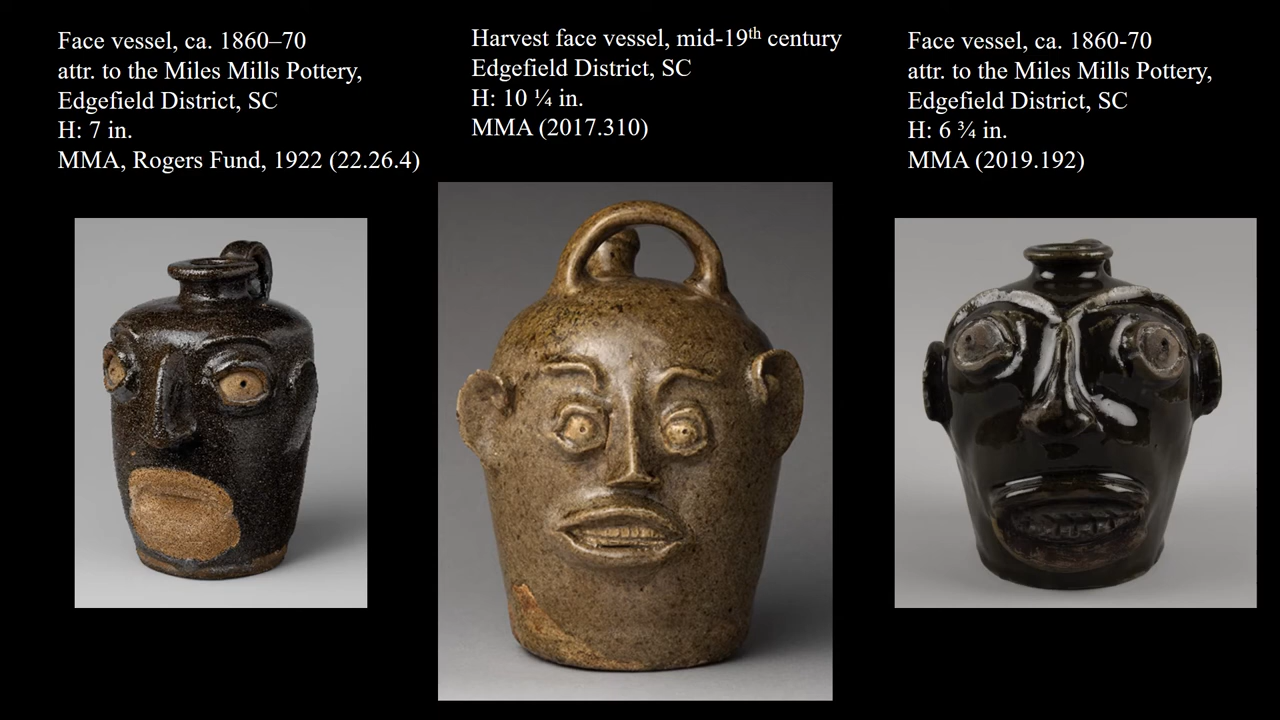 Face vessel, ca. 1860–70
attr. to the Miles Mills Pottery,
Edgefield District, SC
H: 7 in.
MMA, Rogers Fund, 1922 (22.26.4)
Harvest face vessel, mid-19th century
Edgefield District, SC
H: 10 ¼ in.
MMA (2017.310)
Face vessel, ca. 1860-70
attr. to the Miles Mills Pottery,
Edgefield District, SC
H: 6 ¾ in.
MMA (2019.192)